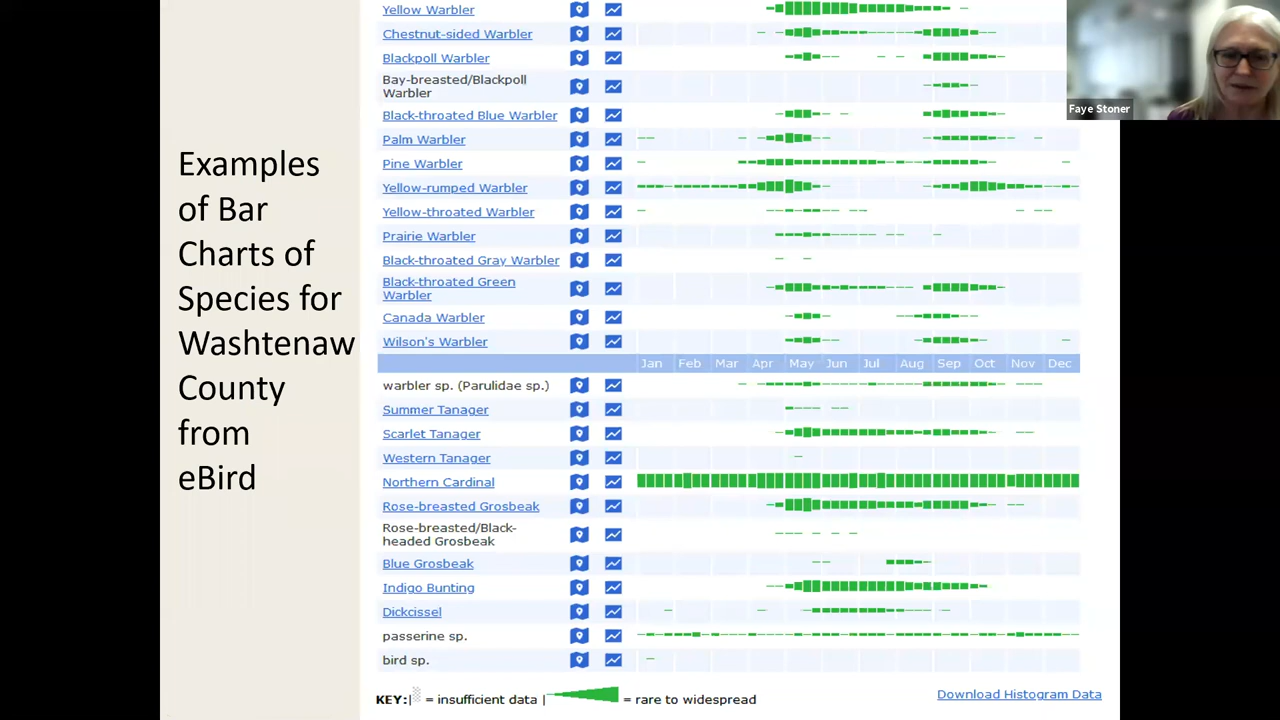 Examples
of Bar
Charts of
Species for
Washtenaw
County
from
eBird
Yellow Warbler
Chestnut-sided Warbler
Blackpoll Warbler
Bay-breasted/Blackpoll
Warbler
Black-throated Blue Warbler
Palm Warbler
Pine Warbler
Yellow-rumped Warbler
Yellow-throated Warbler
Prairie Warbler
Black-throated Gray Warbler
Black-throated Green
Warbler
Canada Warbler
Wilson's Warbler
Jan Feb Mar Apr May Jun Jul Aug Sep Oct Nov Dec
warbler sp. (Parulidae sp.)
Summer Tanager
Scarlet Tanager
Western Tanager
Northern Cardinal
Rose-breasted Grosbeak
Rose-breasted/Black-
headed Grosbeak
Blue Grosbeak
Indigo Bunting
Dickcissel
passerine sp.
bird sp.
KEY:| = insufficient data | = rare to widespread
Download Histogram Data
Faye Stoner